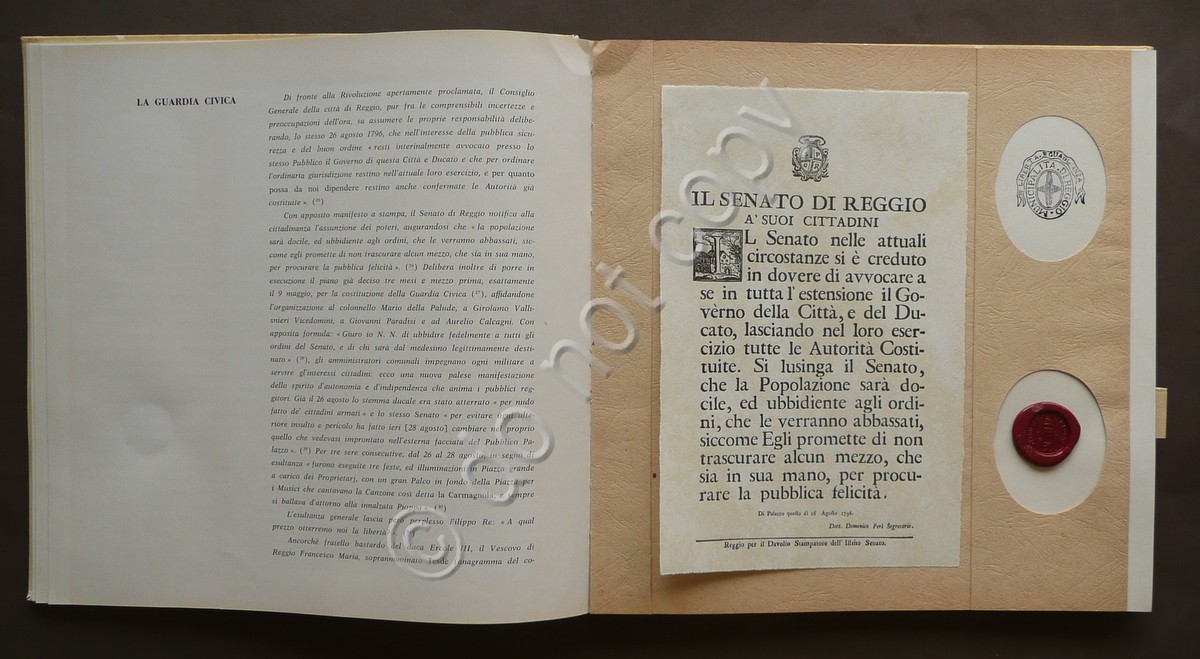 LA GUARDIA CIVICA
Di fronte alla Rivoluzione apertamente proclamata, il Consiglio
Generale della città di Reggio, pur fra le comprensibili incertezze e
preoccupazioni dell'ora, sa assumere le proprie responsabilità delibe-
rando, lo stesso 26 agosto 1796, che nell'interesse della pubblica sicu-
rezza e del buon ordine « resti interinalmente avvocato presso lo
stesso Pubblico il Governo di questa Città e Ducato e che per ordinare
l'ordinaria giurisdizione restino nell'attuale loro esercizio, e per quanto
possa da noi dipendere restino anche confermate le Autorità già
costituite ».
Con apposito manifesto a stampa, il Senato di Reggio notifica alla
cittadinanza l'assunzione dei poteri, augurandosi che « la popolazione
sarà docile, ed ubbidiente agli ordini, che le verranno abbassati, sic-
come egli promette di non trascurare alcun mezzo, che sia in sua mano,
per procurare la pubblica felicità ». Delibera inoltre di porre in
esecuzione il piano già deciso tre mesi e mezzo prima, esattamente
il 9 maggio, per la costituzione della Guardia Civica (17), affidandone
l'organizzazione al colonnello Mario della Palude, a Girolamo Valli-
snieri Vicedomini, a Giovanni Paradisi e ad Aurelio Calcagni. Con
apposita formula: « Giuro io N. N. di ubbidire fedelmente a tutti gli
ordini del Senato, e di chi sarà dal medesimo legittimamente desti-
nato » (18), gli amministratori comunali impegnano ogni militare a
servire gl'interessi cittadini: ecco una nuova palese manifestazione
dello spirito d'autonomia e d'indipendenza che anima i pubblici reg-
gitori. Già il 26 agosto lo stemma ducale era stato atterrato « per nudo
fatto de' cittadini armati » e lo stesso Senato « per evitare ogni ulte-
riore insulto e pericolo ha fatto ieri [28 agosto] cambiare nel proprio
quello che vedevasi improntato nell'esterna facciata del Pubblico Pa-
lazzo ». Per tre sere consecutive, dal 26 al 28 agosto, in segno di
esultanza « furono eseguite tre feste, ed illuminazioni in Piazza grande
a carico dei Proprietarj, con un gran Palco in fondo della Piazza per
i Musici che cantavano la Canzone così detta la Carmagnola, e sempre
si ballava d'attorno alla innalzata Pioppa ». (20)
L'esultanza generale lascia però perplesso Filippo Re: « A qual
prezzo otterremo noi la libertà
Ancorchè fratello bastardo del duca Ercole III, il Vescovo di
Reggio Francesco Maria, soprannominato Tesde (anagramma del co-
IL SENATO DI REGGIO
A' SUOI CITTADINI
IL Senato nelle attuali
circostanze si è creduto
in dovere di avvocare a
se in tutta l'estensione il Go-
vèrno della Città, e del Du-
cato, lasciando nel loro eser-
cizio tutte le Autorità Costi-
tuite. Si lusinga il Senato,
che la Popolazione sarà do-
cile, ed ubbidiente agli ordi-
ni, che le verranno abbassati,
siccome Egli promette di non
trascurare alcun mezzo, che
sia in sua mano, per procu-
rare la pubblica felicità.
Di Palazzo questo dì 26 Agosto 1796.
Dott. Domenico Peri Segretario.
Reggio per il Davolio Stampatore dell'Illmo Senato.
LIBERTÀ EGUAGLIANZA
MUNICIPALITÀ DI REGGIO
© do not copy